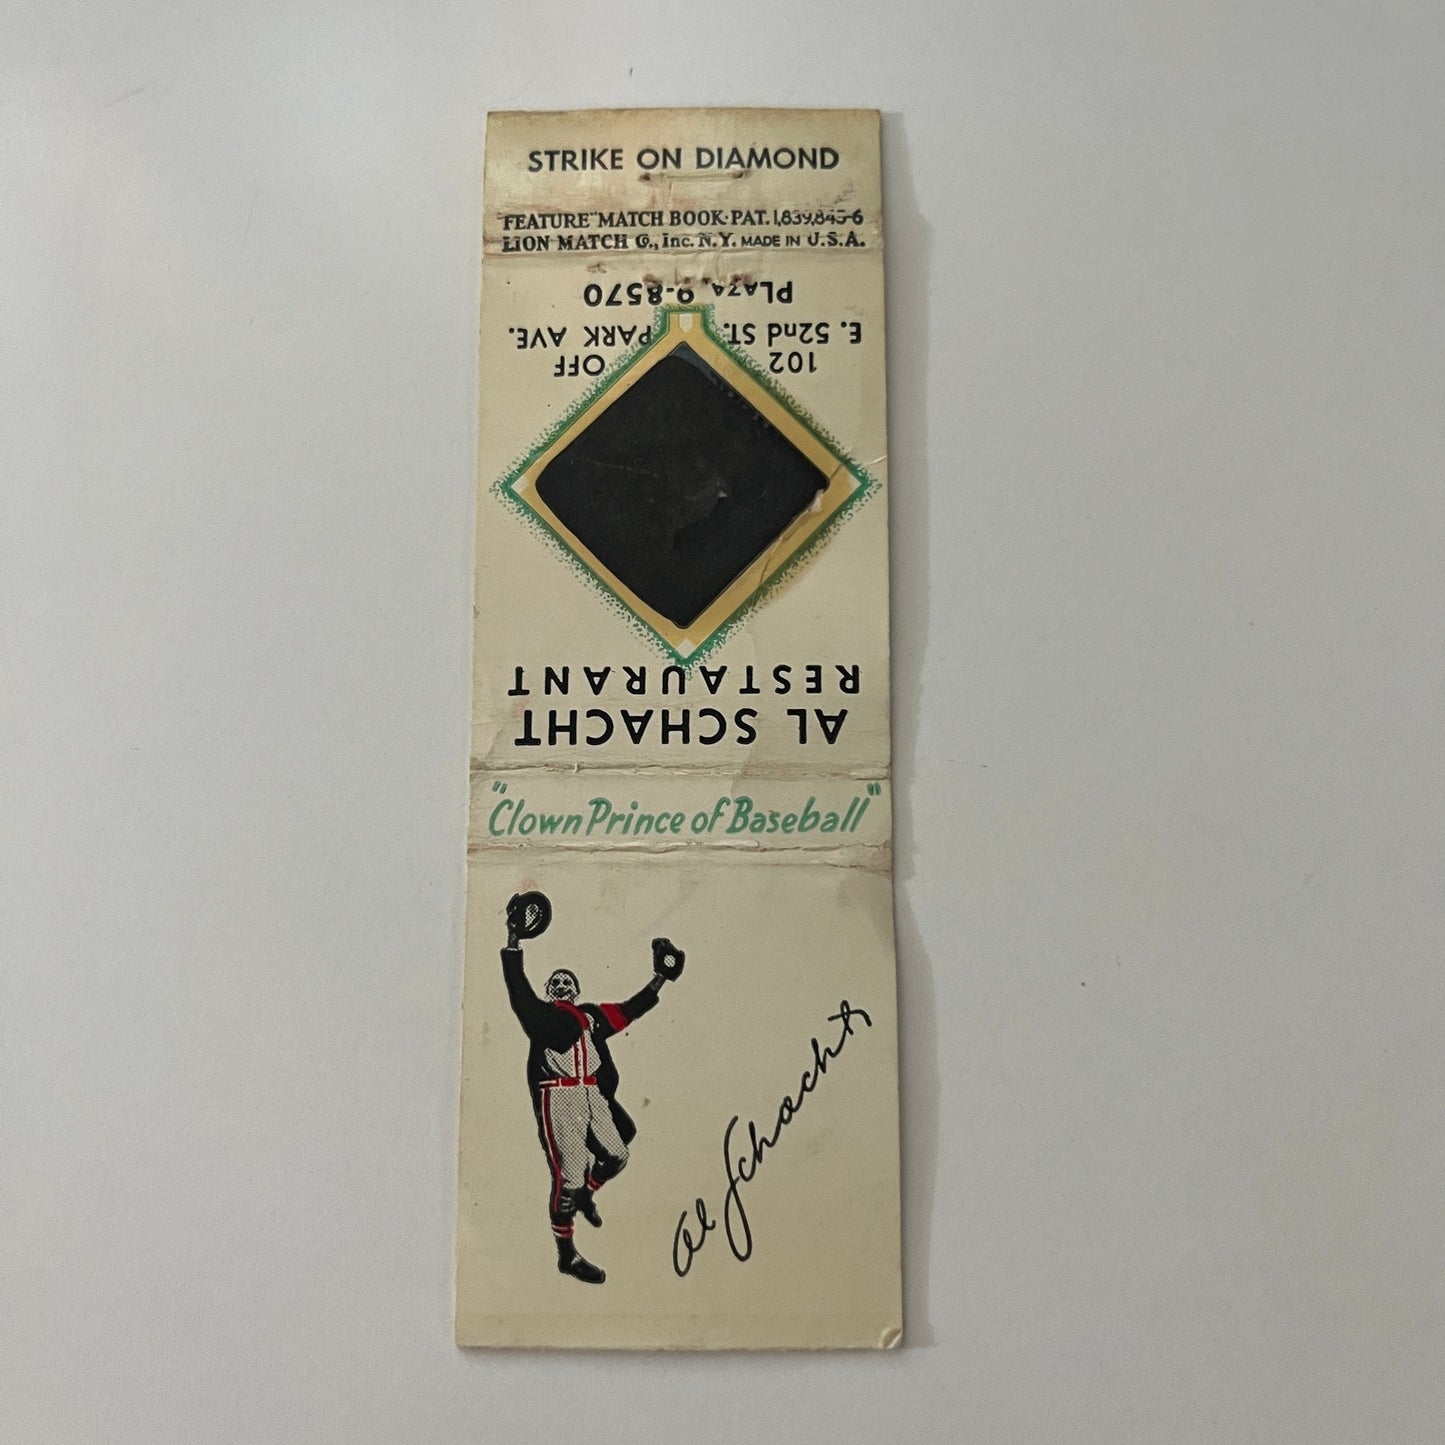 STRIKE ON DIAMOND
"FEATURE" MATCH BOOK·PAT. 1,839,845-6
LION MATCH Co., Inc. N.Y. MADE IN U.S.A.
AL SCHACHT
RESTAURANT
102 OFF
E. 52nd ST. PARK AVE.
PLAZA 9-8570
"Clown Prince of Baseball"
Al Schacht